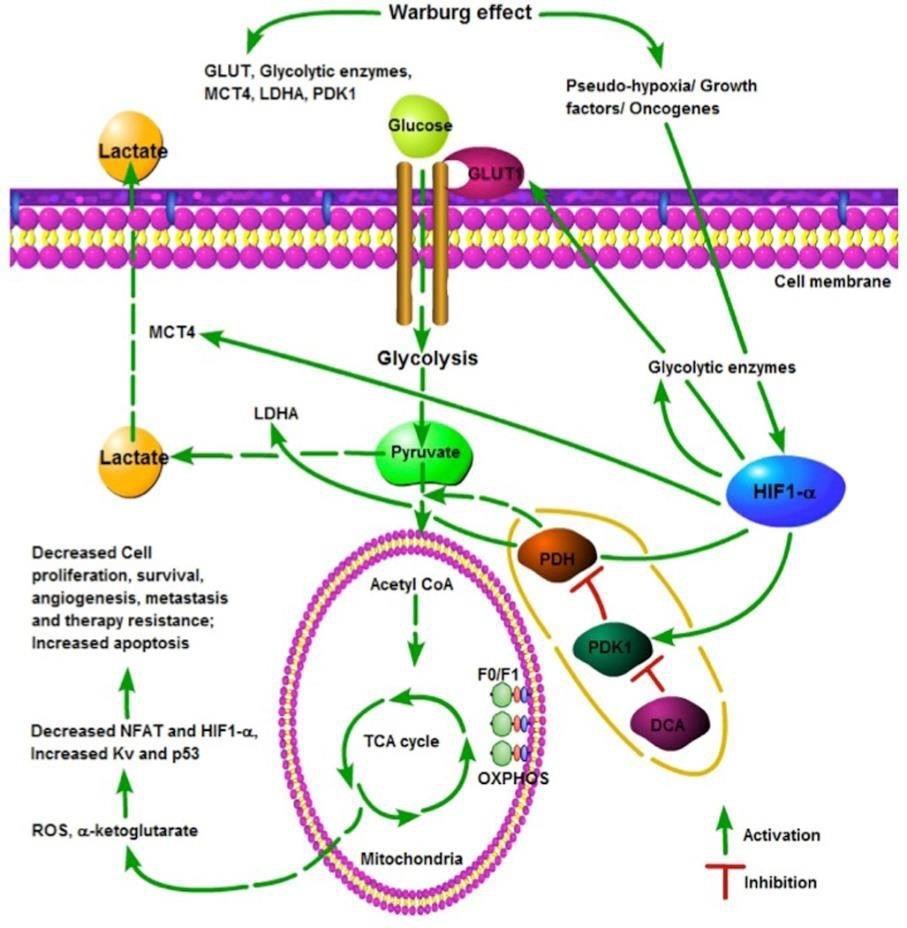 Warburg effect
GLUT, Glycolytic enzymes,
MCT4, LDHA, PDK1
Pseudo-hypoxia/ Growth
factors/ Oncogenes
Glucose
Lactate
GLUT1
Cell membrane
MCT4
Glycolysis
Glycolytic enzymes
LDHA
Lactate
Pyruvate
HIF1-α
PDH
Decreased Cell
proliferation, survival,
angiogenesis, metastasis
and therapy resistance;
Increased apoptosis
Acetyl CoA
PDK1
F0/F1
DCA
Decreased NFAT and HIF1-α,
Increased Kv and p53
TCA cycle
OXPHOS
ROS, α-ketoglutarate
Mitochondria
Activation
Inhibition